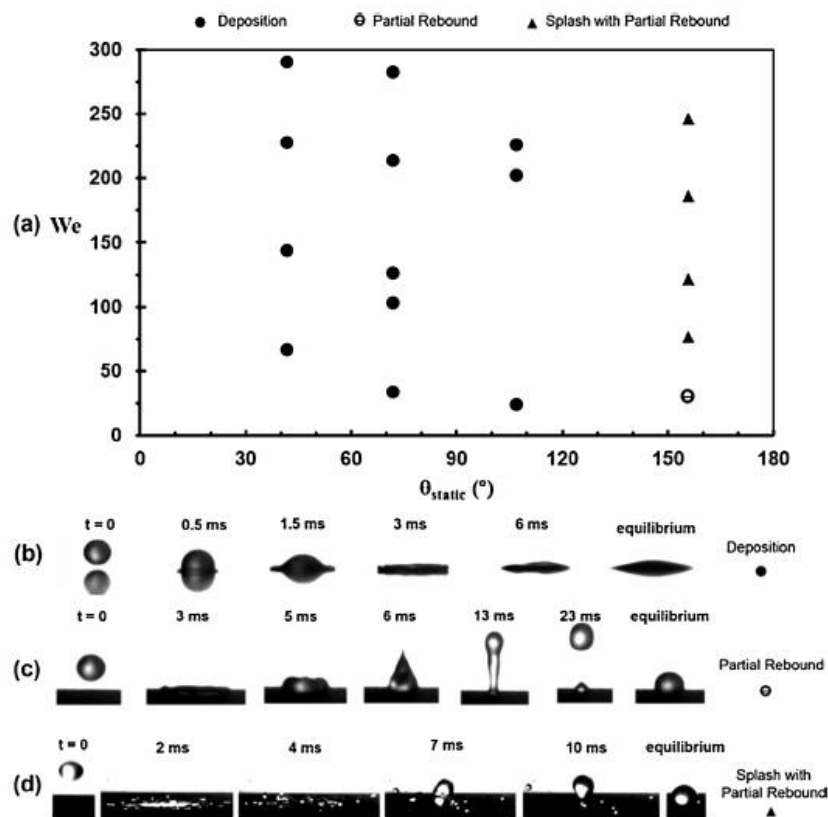 Deposition Partial Rebound Splash with Partial Rebound
300
250
200
(a) We
150
100
50
0
0 30 60 90 120 150 180
θstatic (°)
t = 0 0.5 ms 1.5 ms 3 ms 6 ms equilibrium
(b) Deposition
t = 0 3 ms 5 ms 6 ms 13 ms 23 ms equilibrium
(c) Partial Rebound
t = 0 2 ms 4 ms 7 ms 10 ms equilibrium
(d) Splash with
Partial Rebound